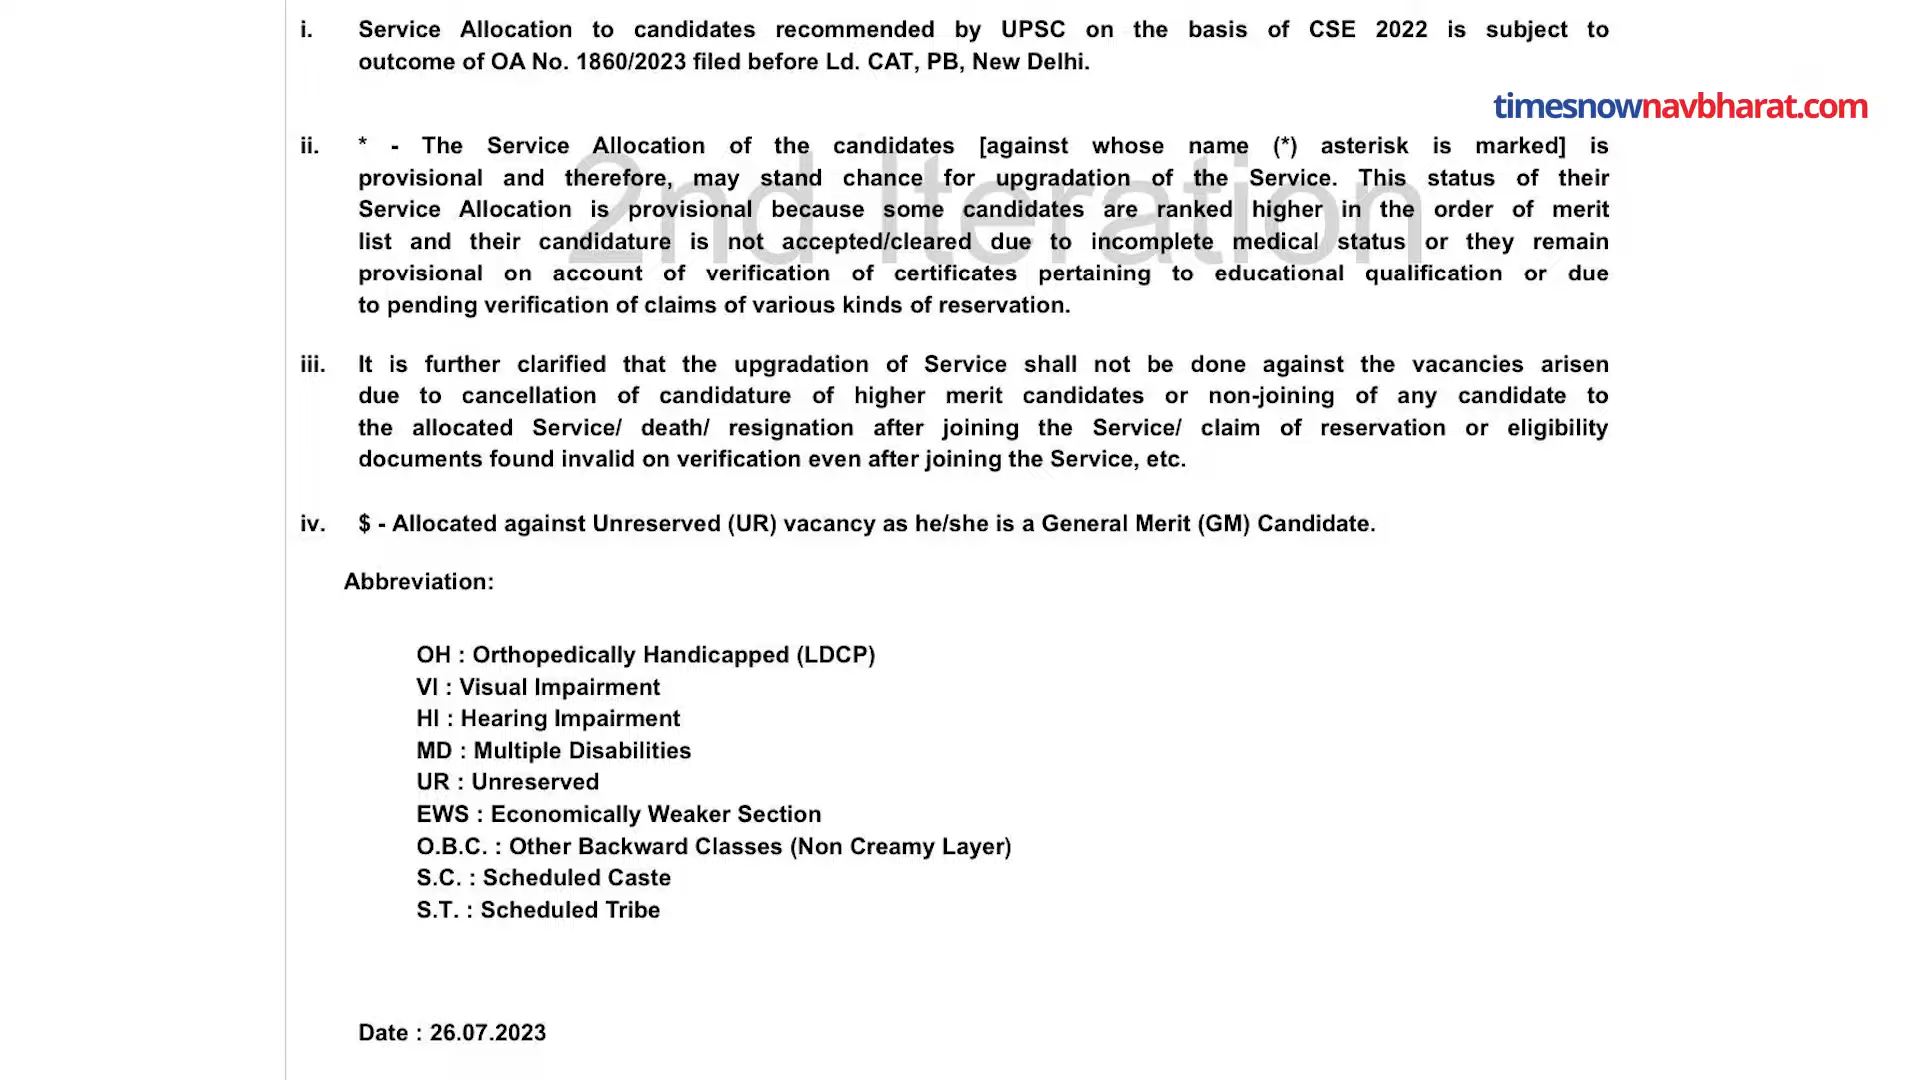 i. Service Allocation to candidates recommended by UPSC on the basis of CSE 2022 is subject to
outcome of OA No. 1860/2023 filed before Ld. CAT, PB, New Delhi.
timesnownavbharat.com
ii. * - The Service Allocation of the candidates [against whose name (*) asterisk is marked] is
provisional and therefore, may stand chance for upgradation of the Service. This status of their
Service Allocation is provisional because some candidates are ranked higher in the order of merit
list and their candidature is not accepted/cleared due to incomplete medical status or they remain
provisional on account of verification of certificates pertaining to educational qualification or due
to pending verification of claims of various kinds of reservation.
2nd Iteration
iii. It is further clarified that the upgradation of Service shall not be done against the vacancies arisen
due to cancellation of candidature of higher merit candidates or non-joining of any candidate to
the allocated Service/ death/ resignation after joining the Service/ claim of reservation or eligibility
documents found invalid on verification even after joining the Service, etc.
iv. $ - Allocated against Unreserved (UR) vacancy as he/she is a General Merit (GM) Candidate.
Abbreviation:
OH : Orthopedically Handicapped (LDCP)
VI : Visual Impairment
HI : Hearing Impairment
MD : Multiple Disabilities
UR : Unreserved
EWS : Economically Weaker Section
O.B.C. : Other Backward Classes (Non Creamy Layer)
S.C. : Scheduled Caste
S.T. : Scheduled Tribe
Date : 26.07.2023